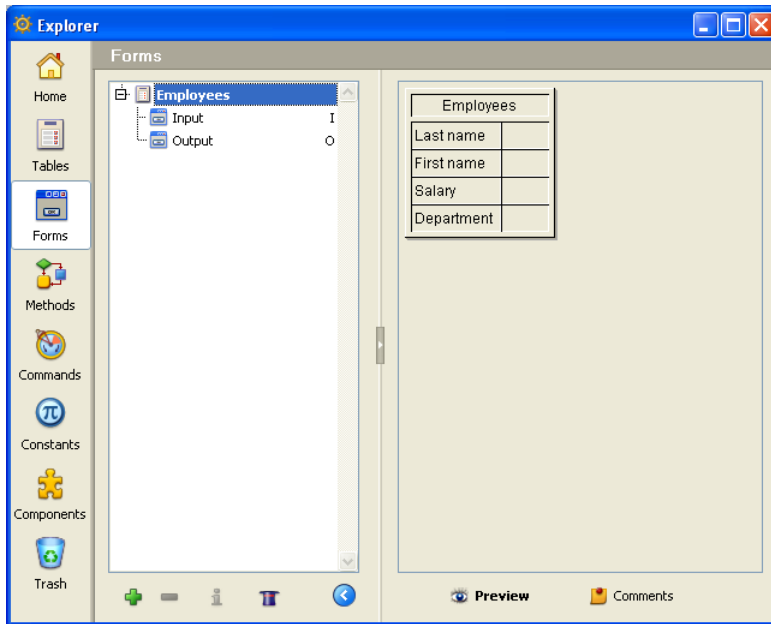 Explorer
Forms
Home
Tables
Forms
Methods
Commands
Constants
Components
Trash
Employees
Input I
Output O
Employees
Last name
First name
Salary
Department
Preview
Comments